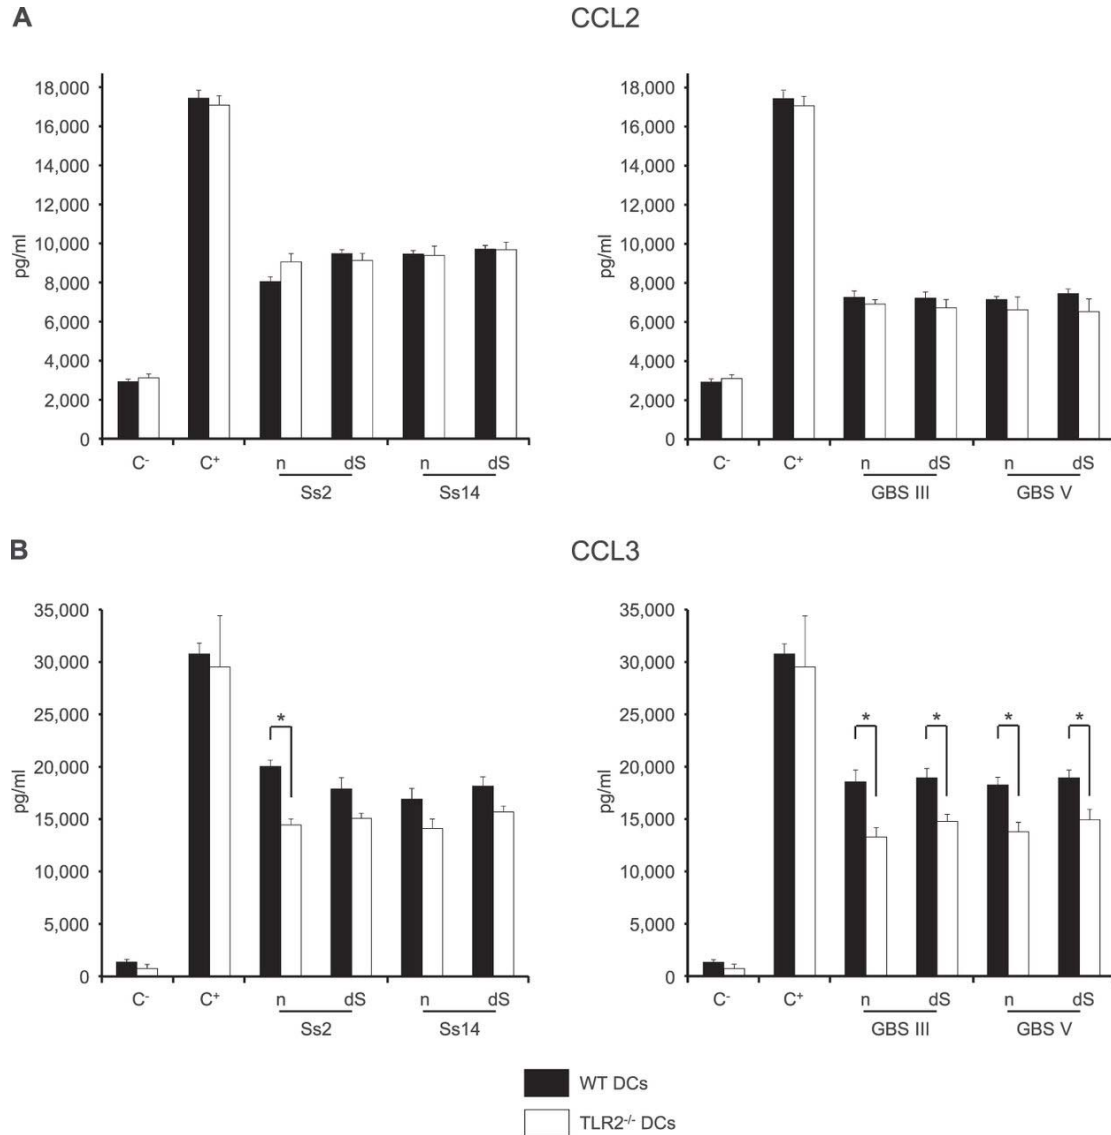 A
CCL2
18,000
16,000
14,000
12,000
10,000
8,000
6,000
4,000
2,000
0
pg/ml
C-
C+
n
dS
n
dS
Ss2
Ss14
18,000
16,000
14,000
12,000
10,000
8,000
6,000
4,000
2,000
0
pg/ml
C-
C+
n
dS
n
dS
GBS III
GBS V
B
CCL3
35,000
30,000
25,000
20,000
15,000
10,000
5,000
0
pg/ml
*
C-
C+
n
dS
n
dS
Ss2
Ss14
35,000
30,000
25,000
20,000
15,000
10,000
5,000
0
pg/ml
*
*
*
*
C-
C+
n
dS
n
dS
GBS III
GBS V
WT DCs
TLR2-/- DCs